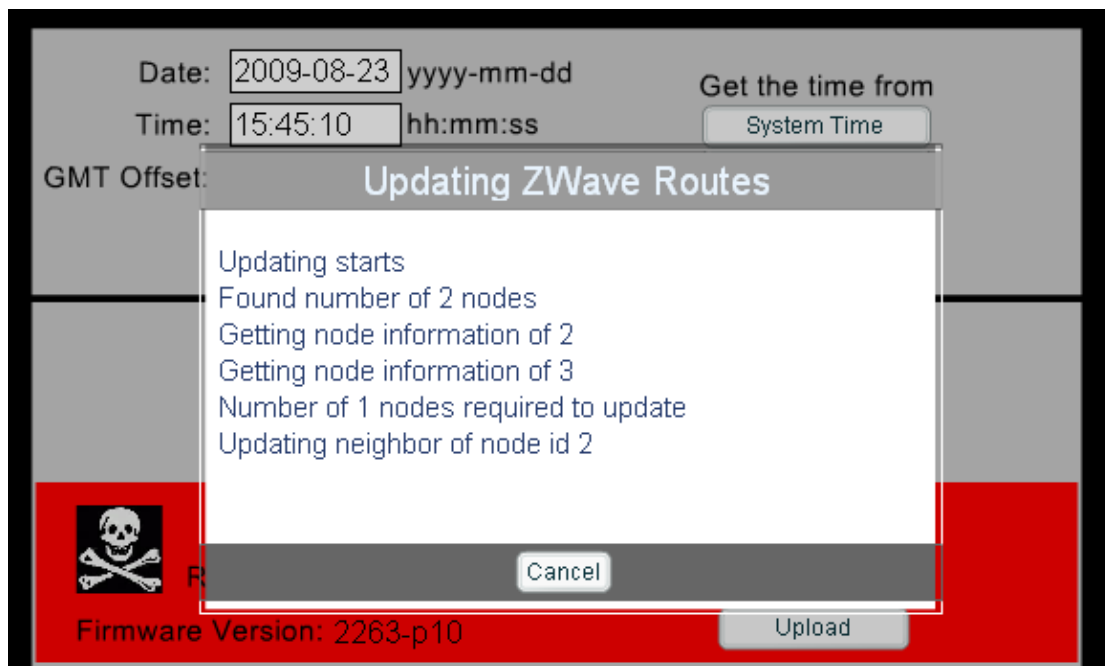 Date: 2009-08-23 yyyy-mm-dd
Get the time from
Time: 15:45:10 hh:mm:ss
System Time
GMT Offset:
Updating ZWave Routes
Updating starts
Found number of 2 nodes
Getting node information of 2
Getting node information of 3
Number of 1 nodes required to update
Updating neighbor of node id 2
Cancel
Firmware Version: 2263-p10
Upload